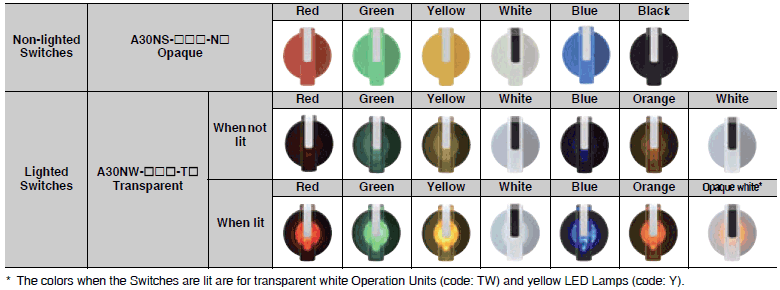 Red Green Yellow White Blue Black
Non-lighted
Switches
A30NS-□□□-N□
Opaque
Red Green Yellow White Blue Orange White
When not
lit
Lighted
Switches
A30NW-□□□-T□
Transparent
Red Green Yellow White Blue Orange Opaque white*
When lit
* The colors when the Switches are lit are for transparent white Operation Units (code: TW) and yellow LED Lamps (code: Y).